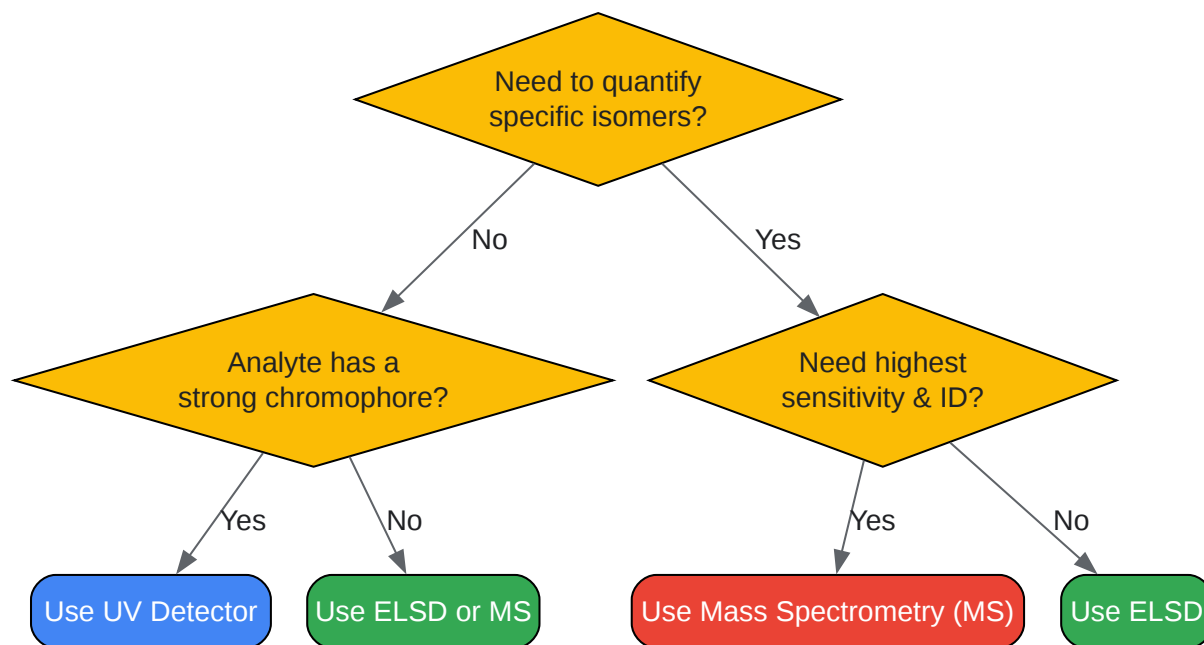 Need to quantify
specific isomers?
No
Yes
Analyte has a
strong chromophore?
Need highest
sensitivity & ID?
Yes
No
Yes
No
Use UV Detector
Use ELSD or MS
Use Mass Spectrometry (MS)
Use ELSD